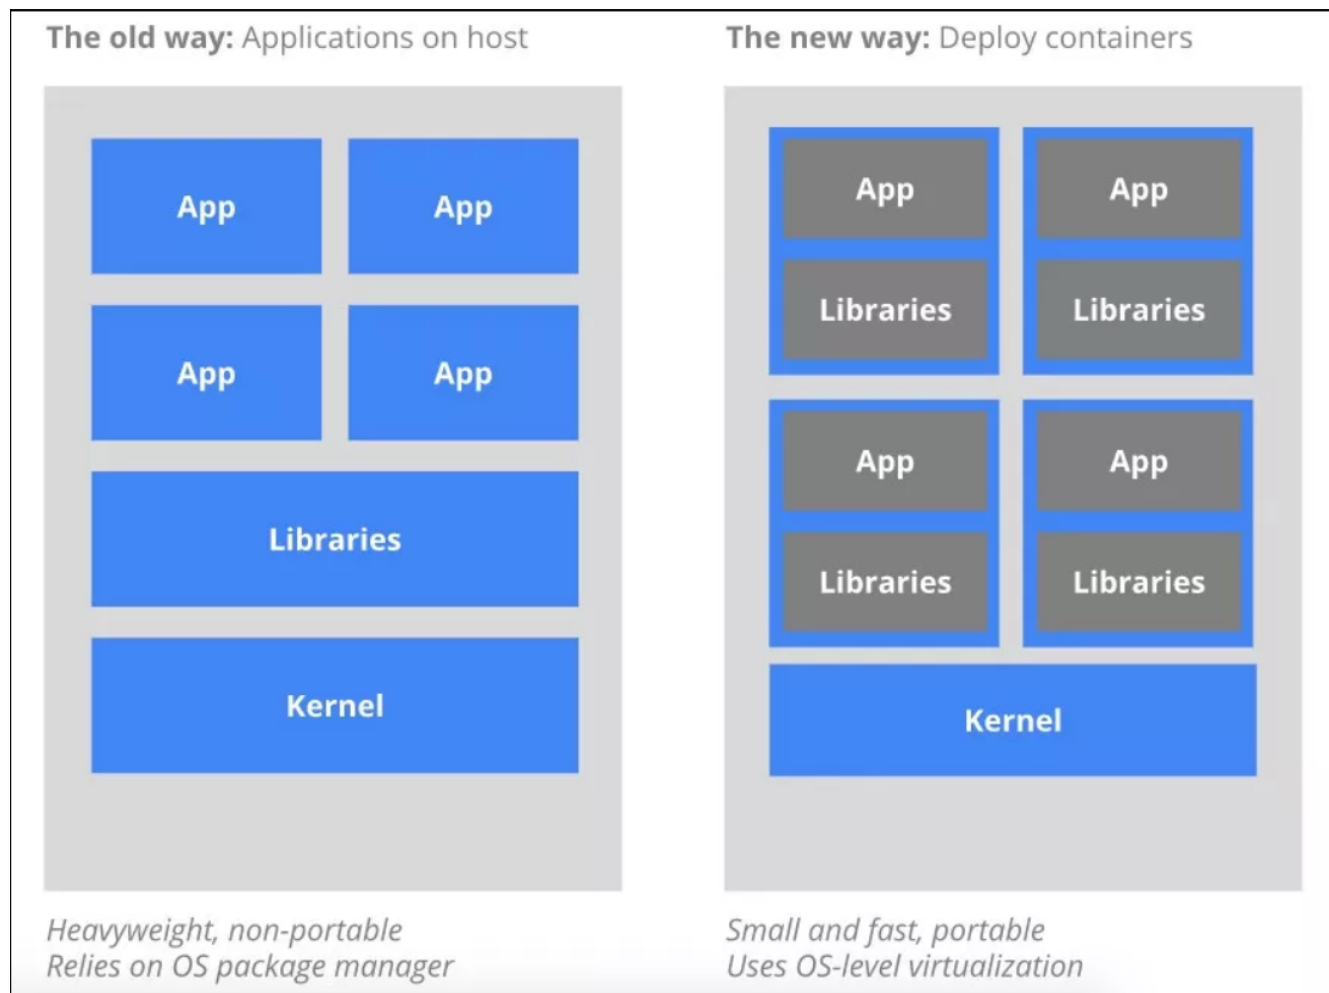 The old way: Applications on host
App
App
App
App
Libraries
Kernel
Heavyweight, non-portable
Relies on OS package manager
The new way: Deploy containers
App
App
Libraries
Libraries
App
App
Libraries
Libraries
Kernel
Small and fast, portable
Uses OS-level virtualization